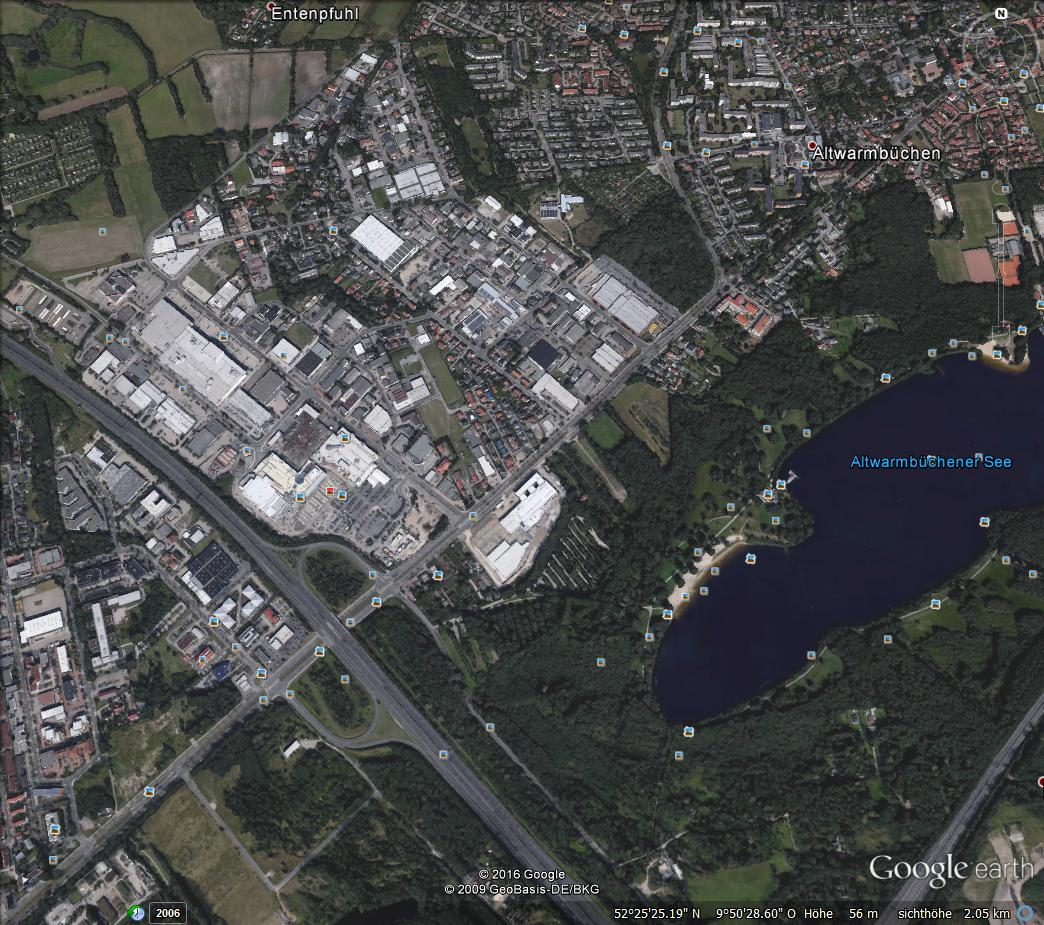 Entenpfuhl
N
Altwarmbüchen
Altwarmbüchener See
Google earth
© 2016 Google
© 2009 GeoBasis-DE/BKG
2006
52°25'25.19" N 9°50'28.60" O Höhe 56 m sichthöhe 2.05 km